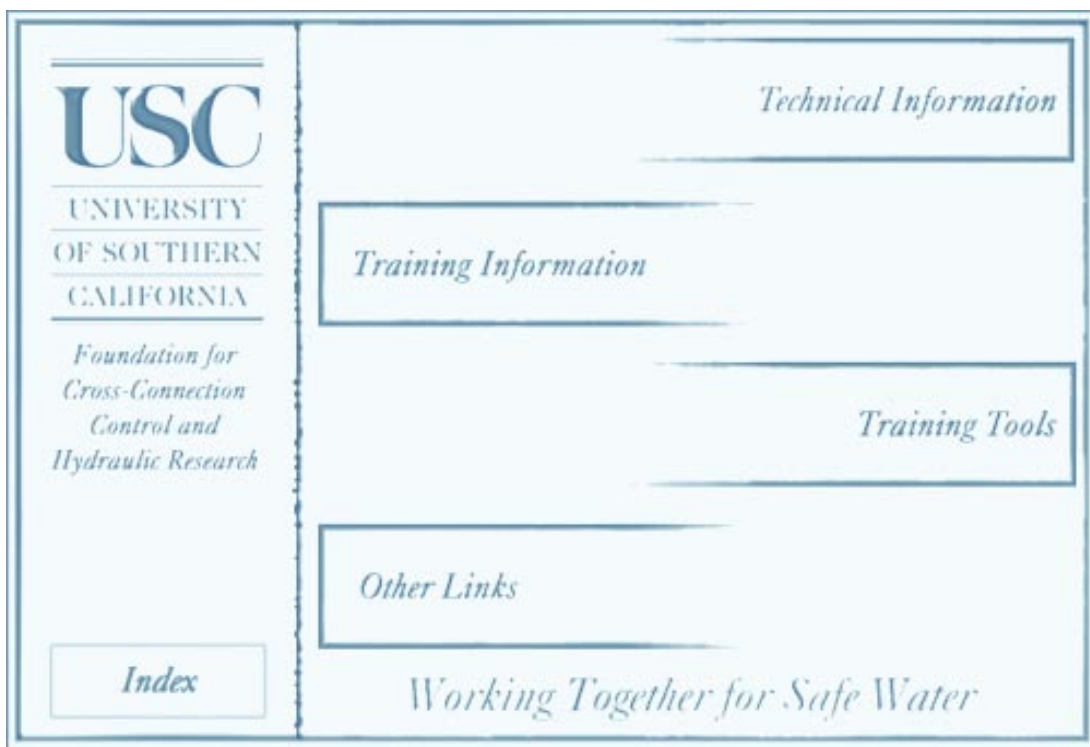 USC
UNIVERSITY
OF SOUTHERN
CALIFORNIA
Foundation for
Cross-Connection
Control and
Hydraulic Research
Index
Technical Information
Training Information
Training Tools
Other Links
Working Together for Safe Water